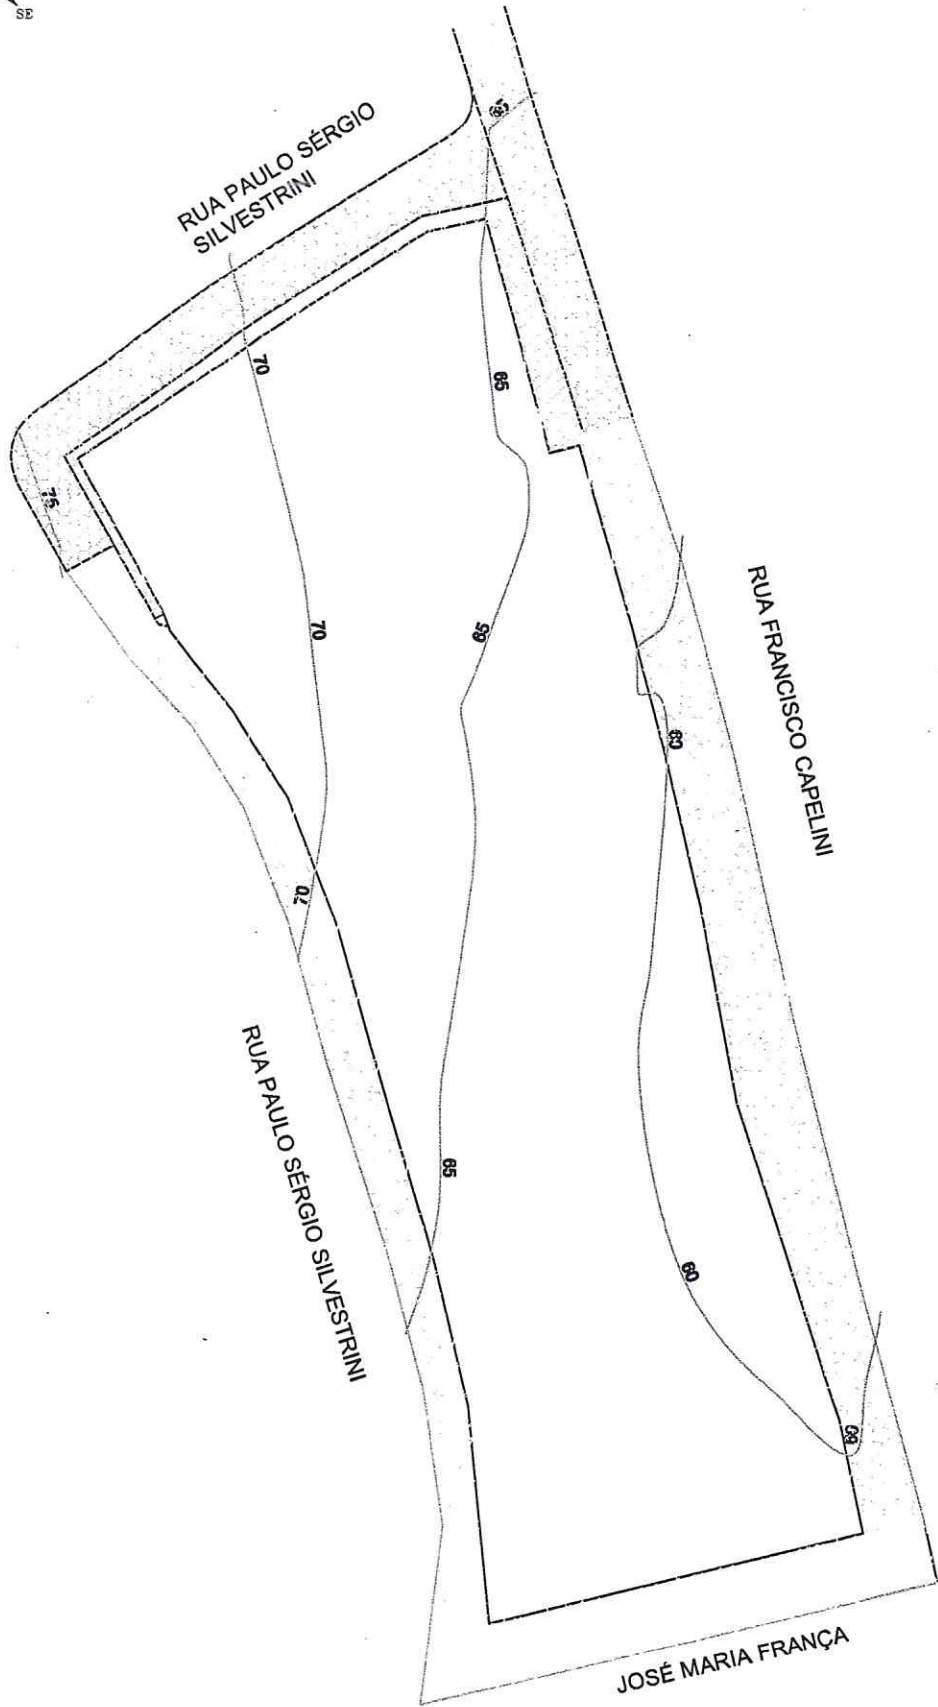 SE
RUA PAULO SÉRGIO
SILVESTRINI
70
65
75
65
70
RUA FRANCISCO CAPELINI
60
70
RUA PAULO SÉRGIO SILVESTRINI
65
60
60
JOSÉ MARIA FRANÇA